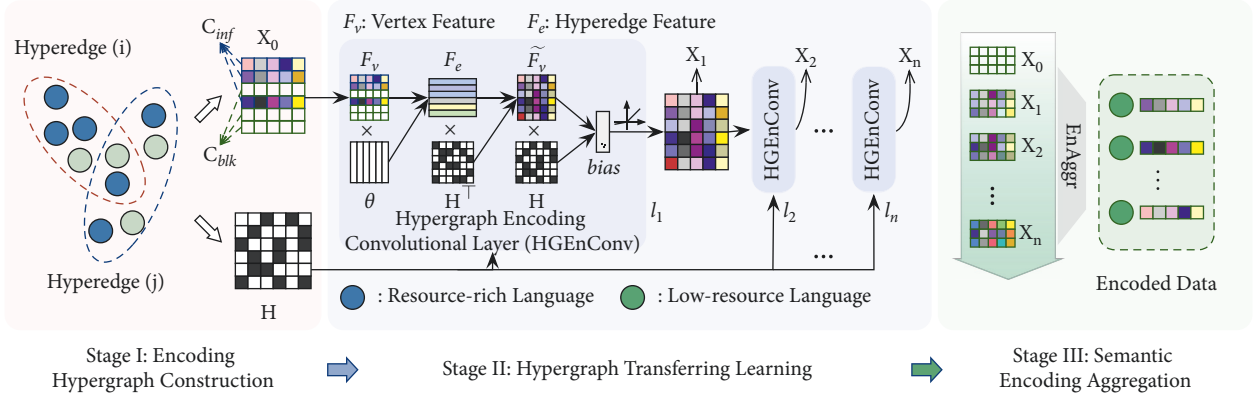 Hyperedge (i)
Hyperedge (j)
C_inf
C_blk
X_0
H
F_v: Vertex Feature
F_e: Hyperedge Feature
F_v
F_e
F̃_v
×
×
×
θ
H^⊤
H
bias
Hypergraph Encoding
Convolutional Layer (HGEnConv)
l_1
X_1
HGEnConv
X_2
l_2
...
...
HGEnConv
X_n
l_n
: Resource-rich Language
: Low-resource Language
X_0
X_1
X_2
...
X_n
EnAggr
...
Encoded Data
Stage I: Encoding
Hypergraph Construction
Stage II: Hypergraph Transferring Learning
Stage III: Semantic
Encoding Aggregation